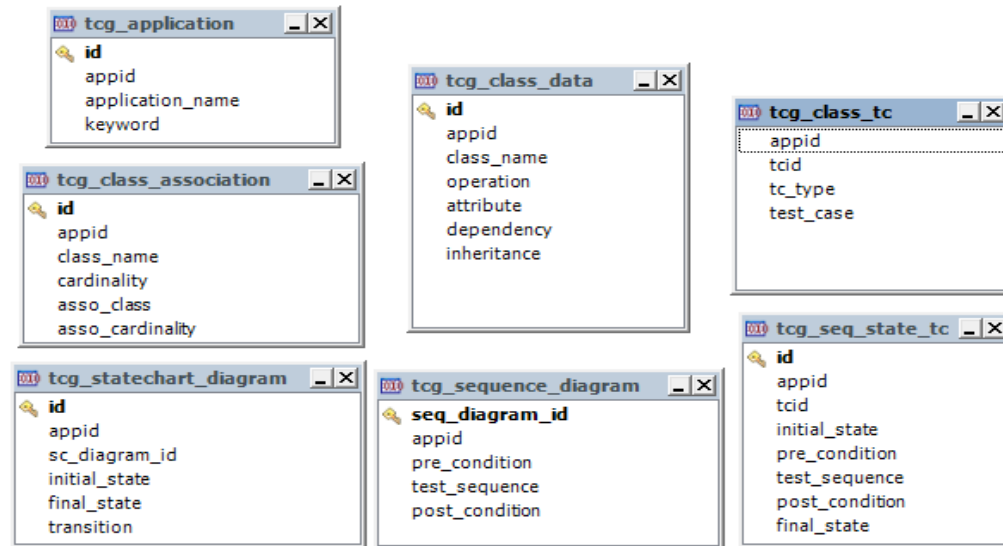 tcg_application
id
appid
application_name
keyword
tcg_class_data
id
appid
class_name
operation
attribute
dependency
inheritance
tcg_class_tc
appid
tcid
tc_type
test_case
tcg_class_association
id
appid
class_name
cardinality
asso_class
asso_cardinality
tcg_statechart_diagram
id
appid
sc_diagram_id
initial_state
final_state
transition
tcg_sequence_diagram
seq_diagram_id
appid
pre_condition
test_sequence
post_condition
tcg_seq_state_tc
id
appid
tcid
initial_state
pre_condition
test_sequence
post_condition
final_state